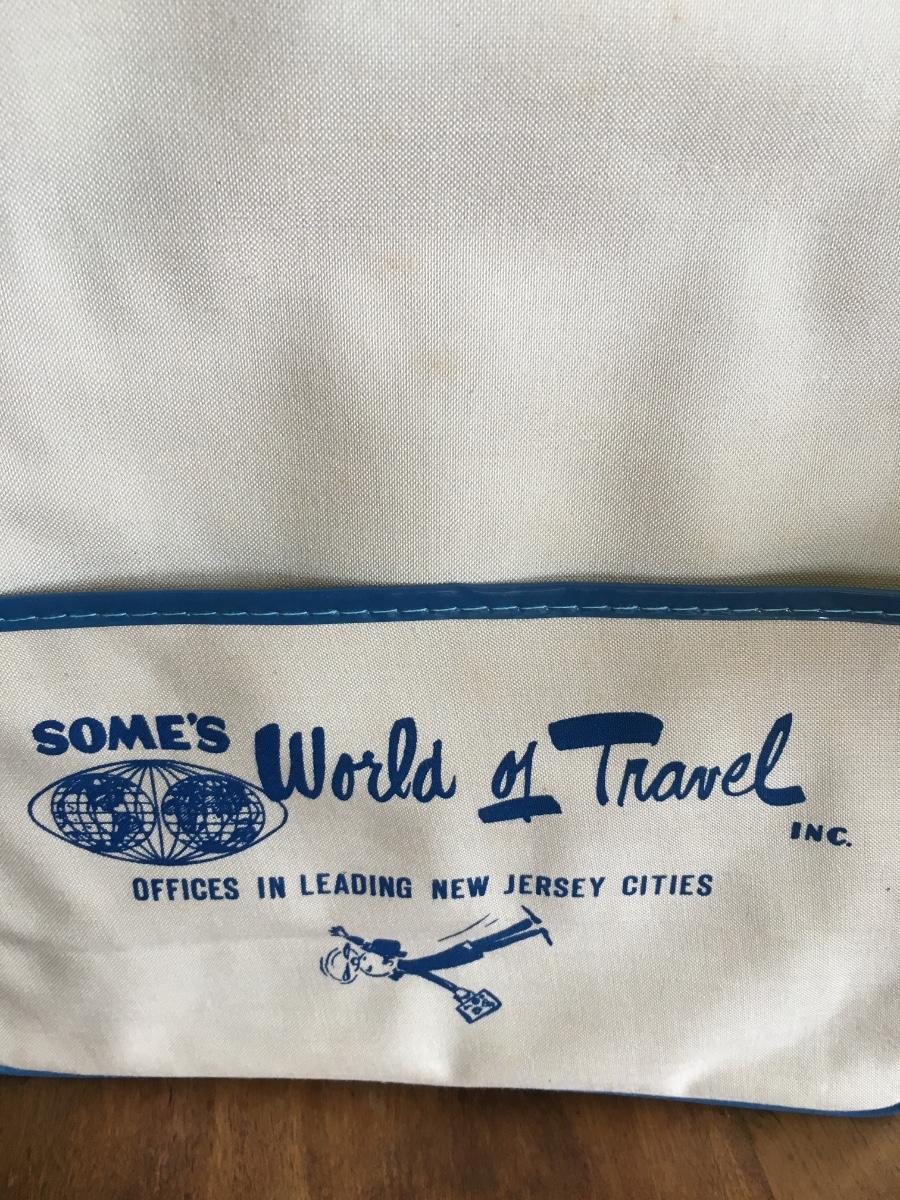 SOME'S
World of Travel
INC.
OFFICES IN LEADING NEW JERSEY CITIES